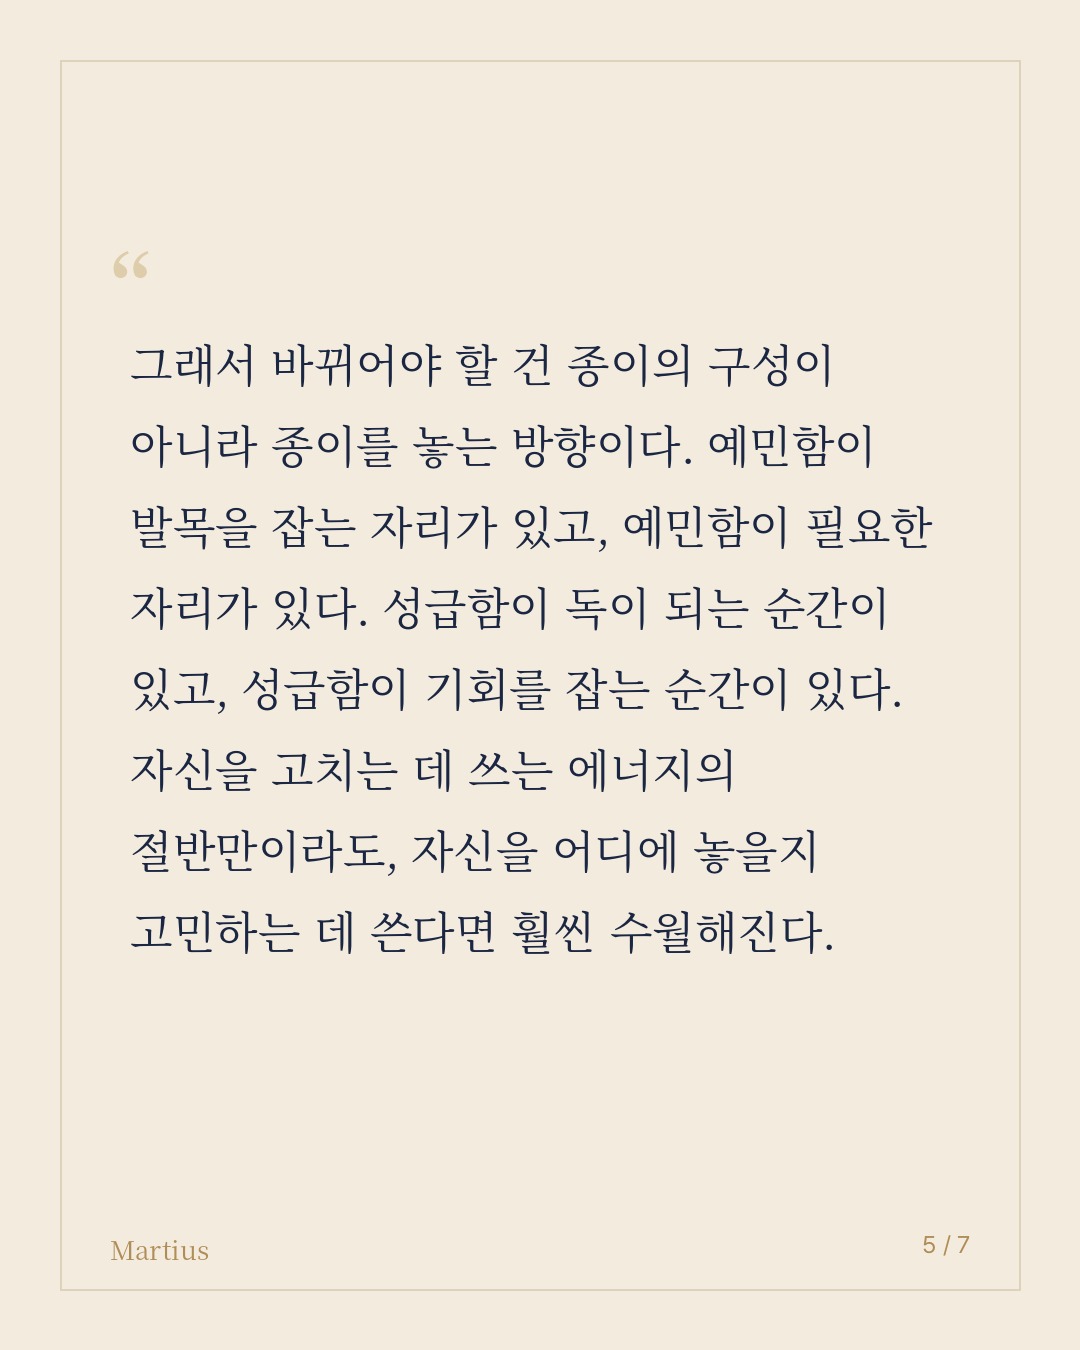 “
그래서 바뀌어야 할 건 종이의 구성이
아니라 종이를 놓는 방향이다. 예민함이
발목을 잡는 자리가 있고, 예민함이 필요한
자리가 있다. 성급함이 독이 되는 순간이
있고, 성급함이 기회를 잡는 순간이 있다.
자신을 고치는 데 쓰는 에너지의
절반만이라도, 자신을 어디에 놓을지
고민하는 데 쓴다면 훨씬 수월해진다.
Martius
5 / 7